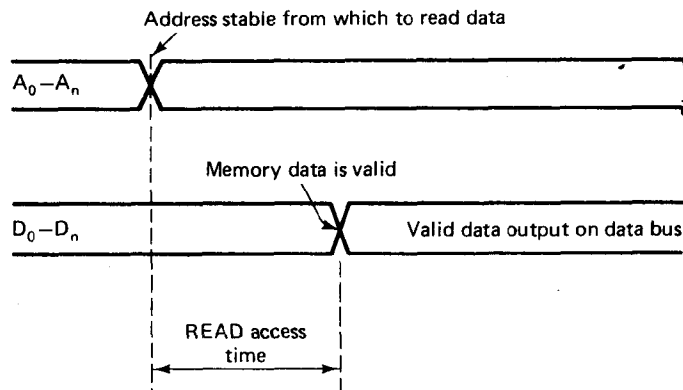 Address stable from which to read data
A₀–Aₙ
Memory data is valid
D₀–Dₙ
Valid data output on data bus
READ access
time